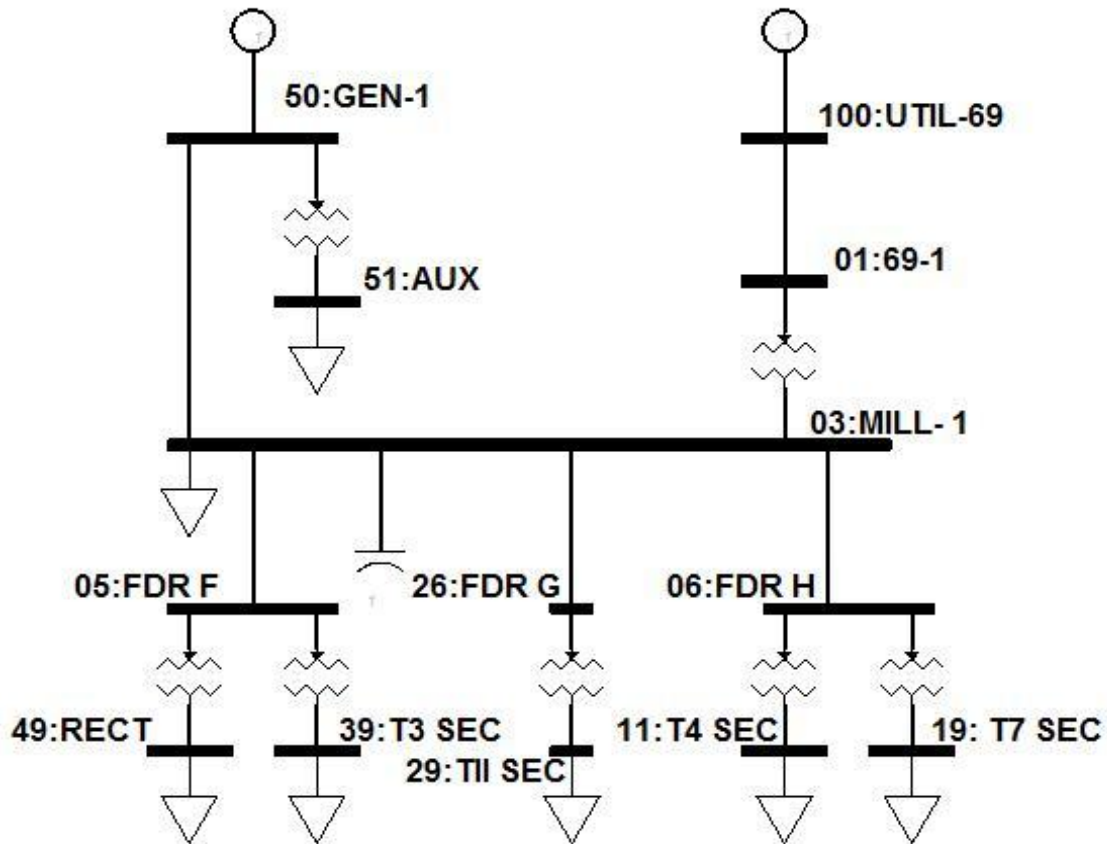 50:GEN-1
100:UTIL-69
51:AUX
01:69-1
03:MILL- 1
05:FDR F
26:FDR G
06:FDR H
49:RECT
39:T3 SEC
29:TII SEC
11:T4 SEC
19: T7 SEC